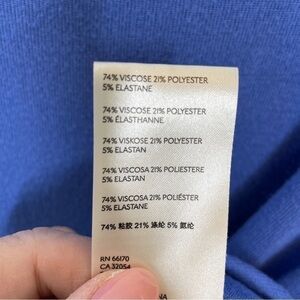 74% VISCOSE 21% POLYESTER
5% ELASTANE
74% VISCOSE 21% POLYESTER
5% ÉLASTHANNE
74% VISKOSE 21% POLYESTER
5% ELASTAN
74% VISCOSA 21% POLIESTERE
5% ELASTAN
74% VISCOSA 21% POLIÉSTER
5% ELASTANE
74% 粘胶 21% 涤纶 5% 氨纶
RN 66170
CA 32054